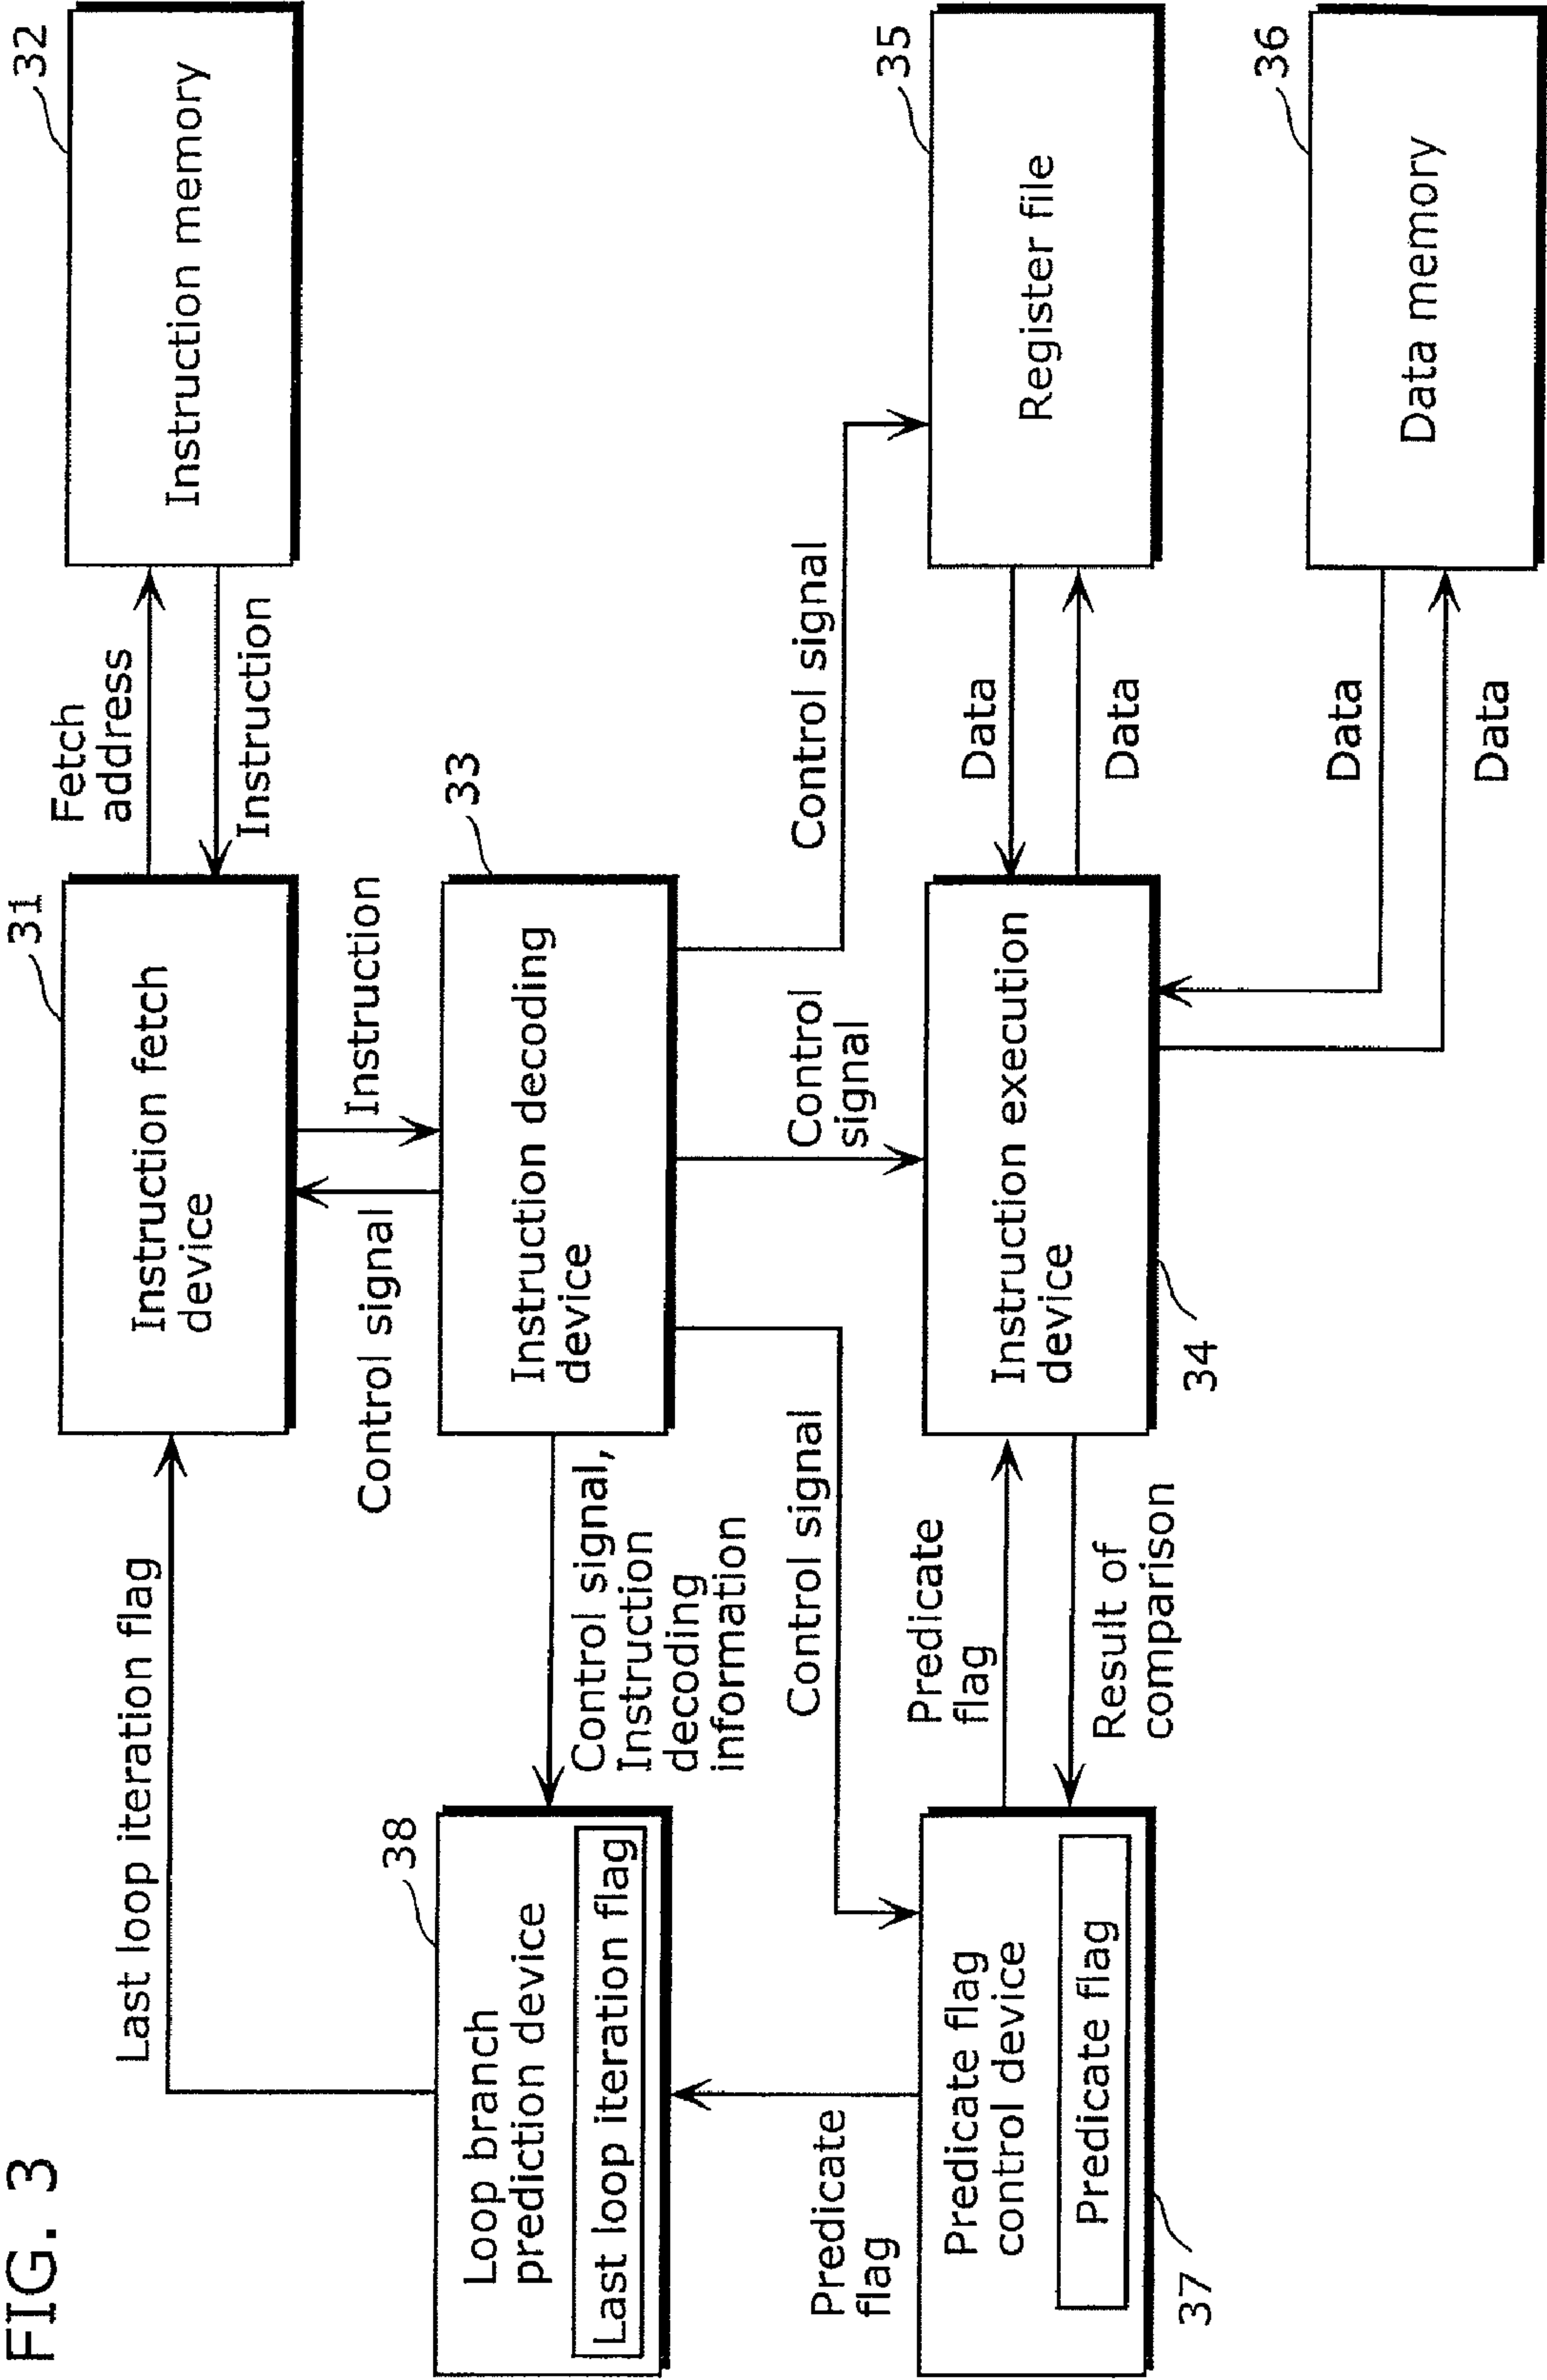 FIG. 3
Last loop iteration flag
31
Instruction fetch
device
Fetch
address
Instruction
32
Instruction memory
Control signal
Instruction
38
Loop branch
prediction device
Last loop iteration flag
Control signal,
Instruction
decoding
information
33
Instruction decoding
device
Predicate
flag
Control signal
Control
signal
Control signal
Predicate flag
control device
Predicate flag
37
Predicate
flag
Result of
comparison
Instruction execution
device
34
Data
Data
35
Register file
Data
Data
36
Data memory